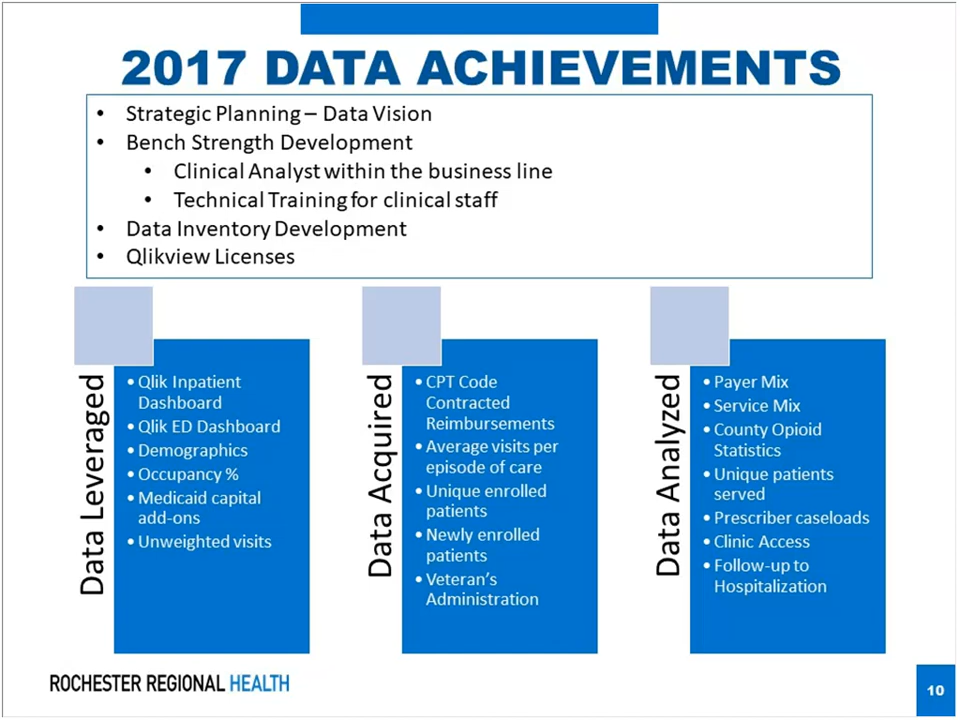 2017 DATA ACHIEVEMENTS
• Strategic Planning – Data Vision
• Bench Strength Development
• Clinical Analyst within the business line
• Technical Training for clinical staff
• Data Inventory Development
• Qlikview Licenses
Data Leveraged
• Qlik Inpatient
Dashboard
• Qlik ED Dashboard
• Demographics
• Occupancy %
• Medicaid capital
add-ons
• Unweighted visits
Data Acquired
• CPT Code
Contracted
Reimbursements
• Average visits per
episode of care
• Unique enrolled
patients
• Newly enrolled
patients
• Veteran’s
Administration
Data Analyzed
• Payer Mix
• Service Mix
• County Opioid
Statistics
• Unique patients
served
• Prescriber caseloads
• Clinic Access
• Follow-up to
Hospitalization
ROCHESTER REGIONAL HEALTH
10